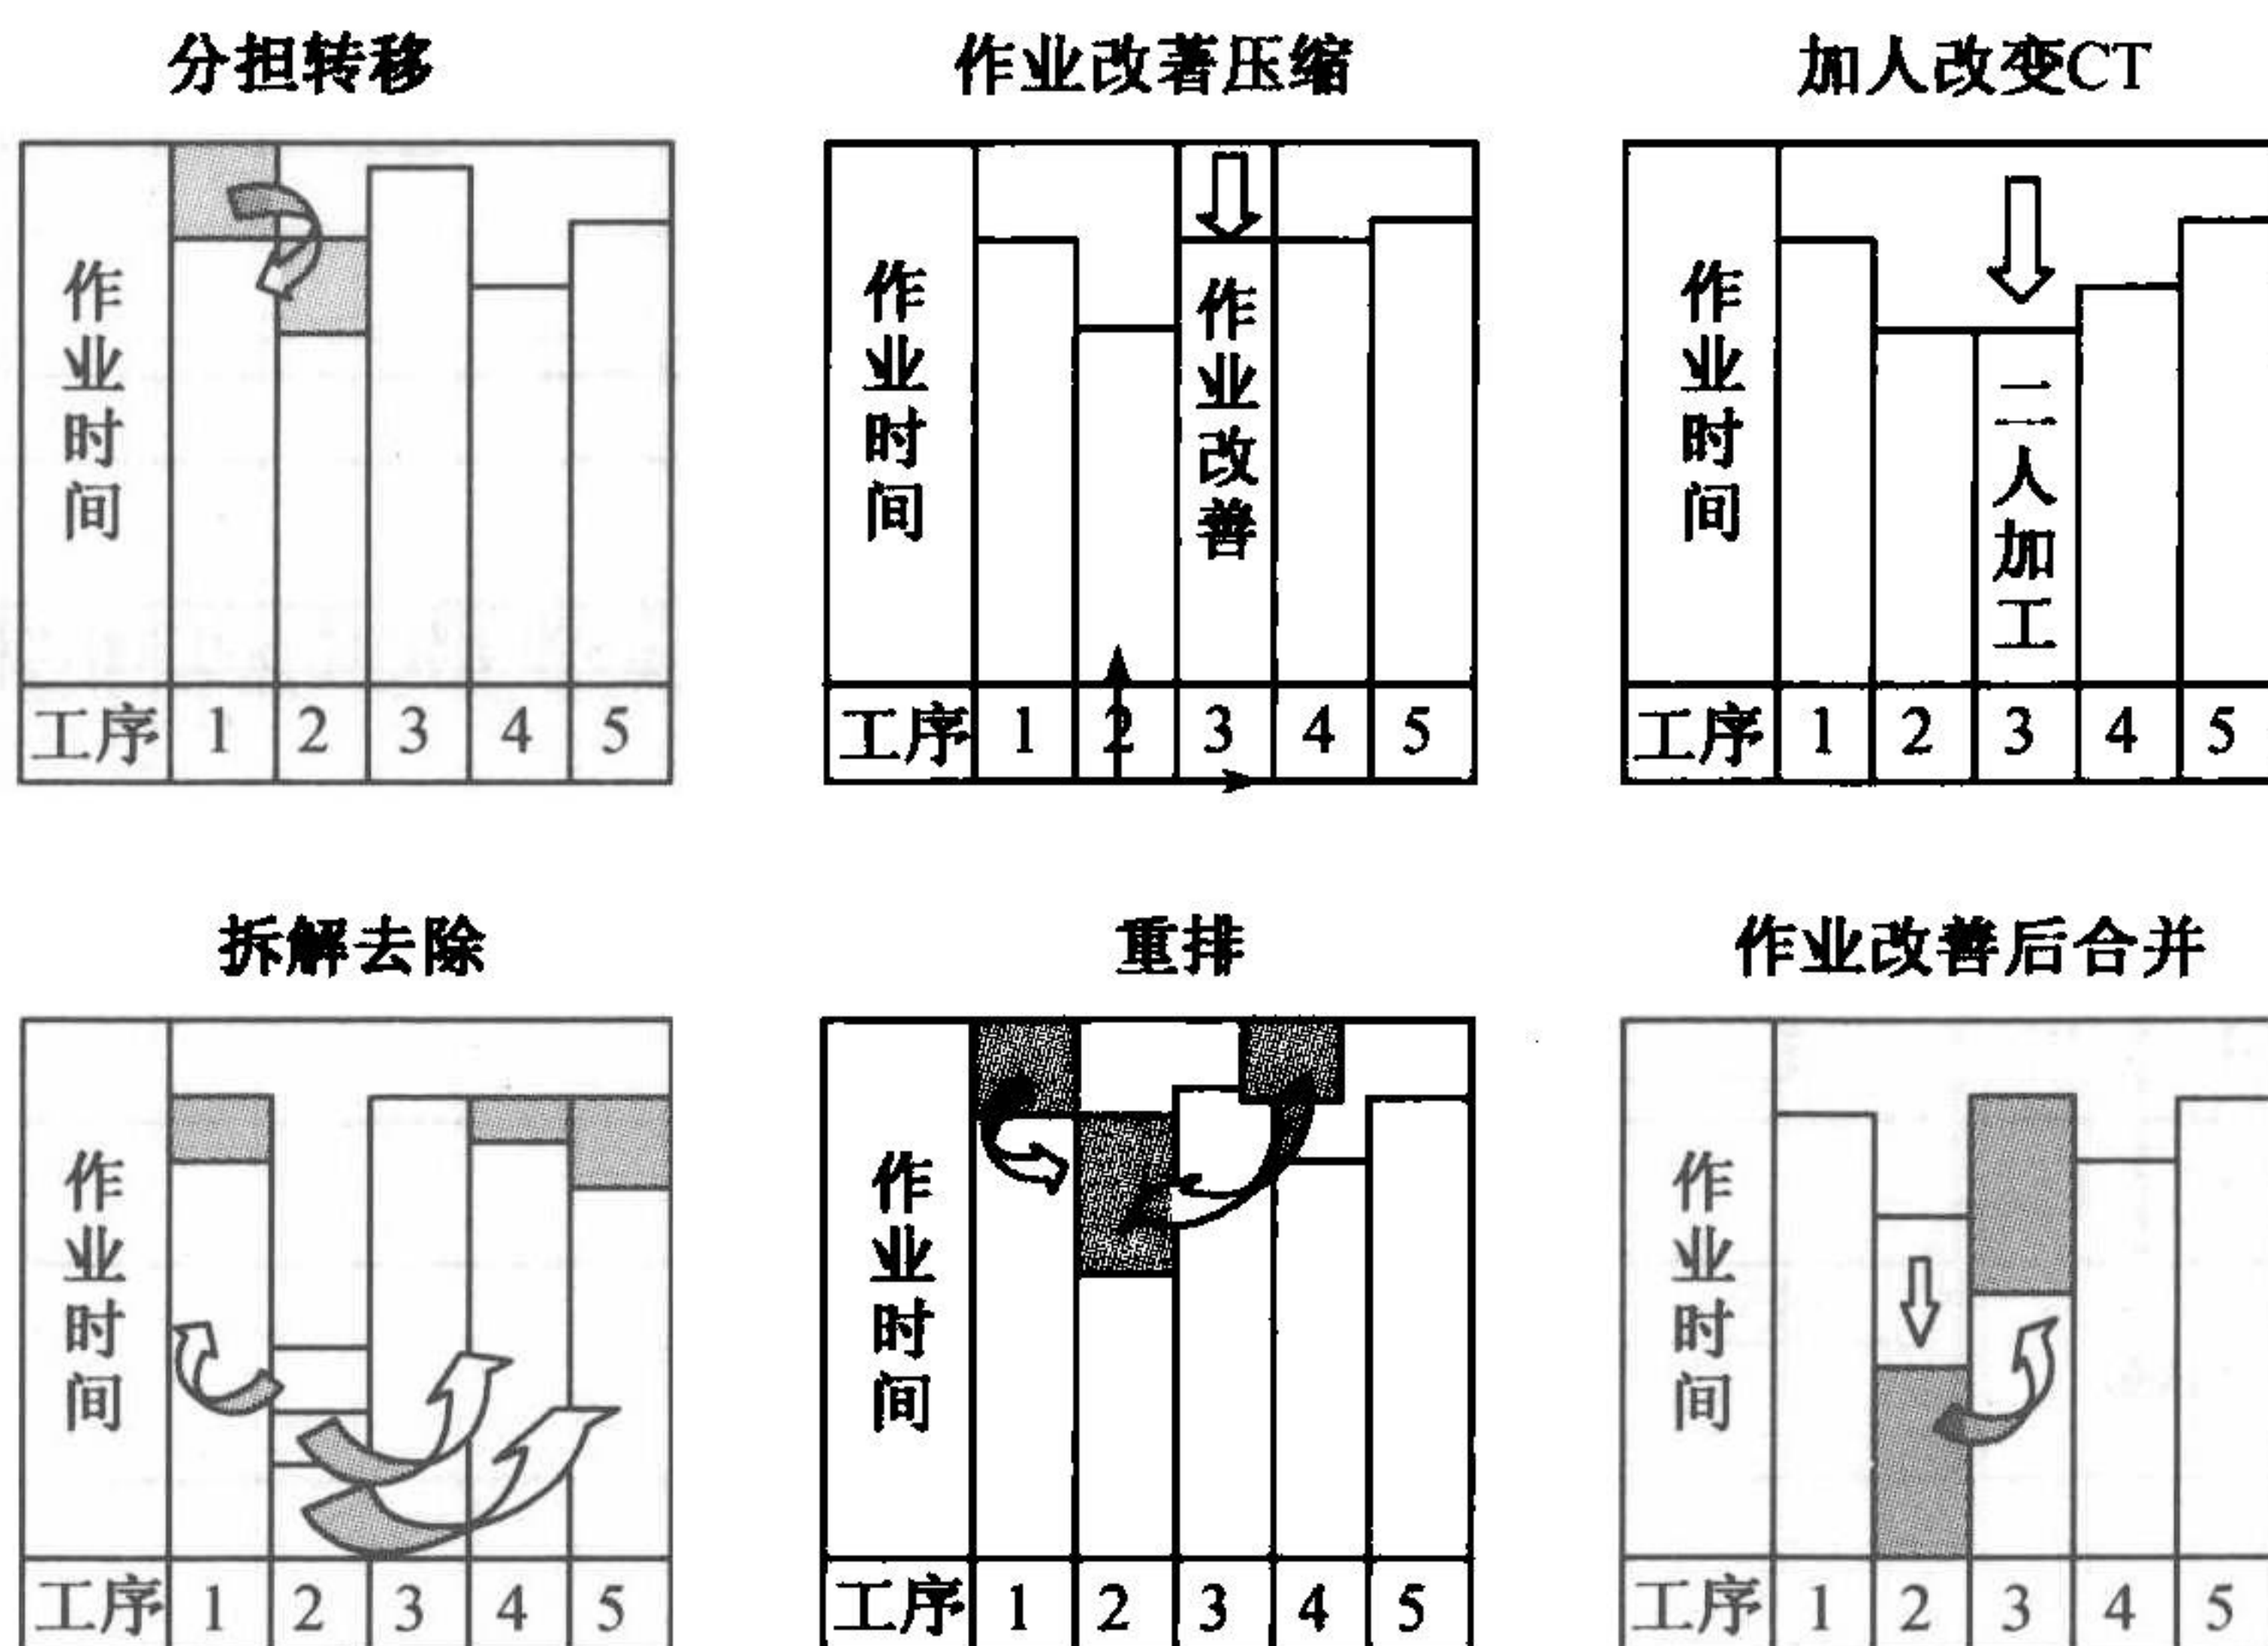 分担转移
作业时间
工序 1 2 3 4 5
作业改著压缩
作业时间
作业改善
工序 1 2 3 4 5
加人改变CT
作业时间
二人加工
工序 1 2 3 4 5
拆解去除
作业时间
工序 1 2 3 4 5
重排
作业时间
工序 1 2 3 4 5
作业改善后合并
作业时间
工序 1 2 3 4 5